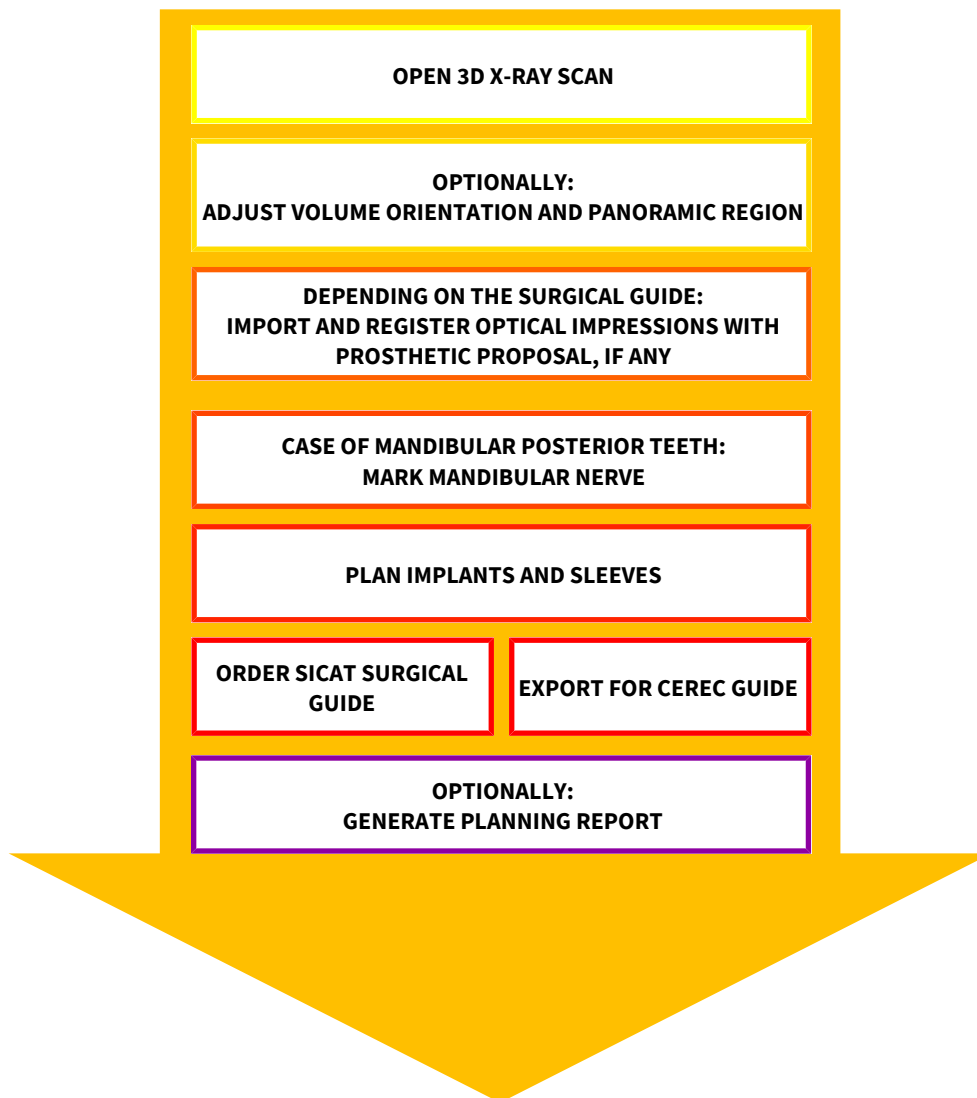 OPEN 3D X-RAY SCAN
OPTIONALLY:
ADJUST VOLUME ORIENTATION AND PANORAMIC REGION
DEPENDING ON THE SURGICAL GUIDE:
IMPORT AND REGISTER OPTICAL IMPRESSIONS WITH
PROSTHETIC PROPOSAL, IF ANY
CASE OF MANDIBULAR POSTERIOR TEETH:
MARK MANDIBULAR NERVE
PLAN IMPLANTS AND SLEEVES
ORDER SICAT SURGICAL
GUIDE
EXPORT FOR CEREC GUIDE
OPTIONALLY:
GENERATE PLANNING REPORT